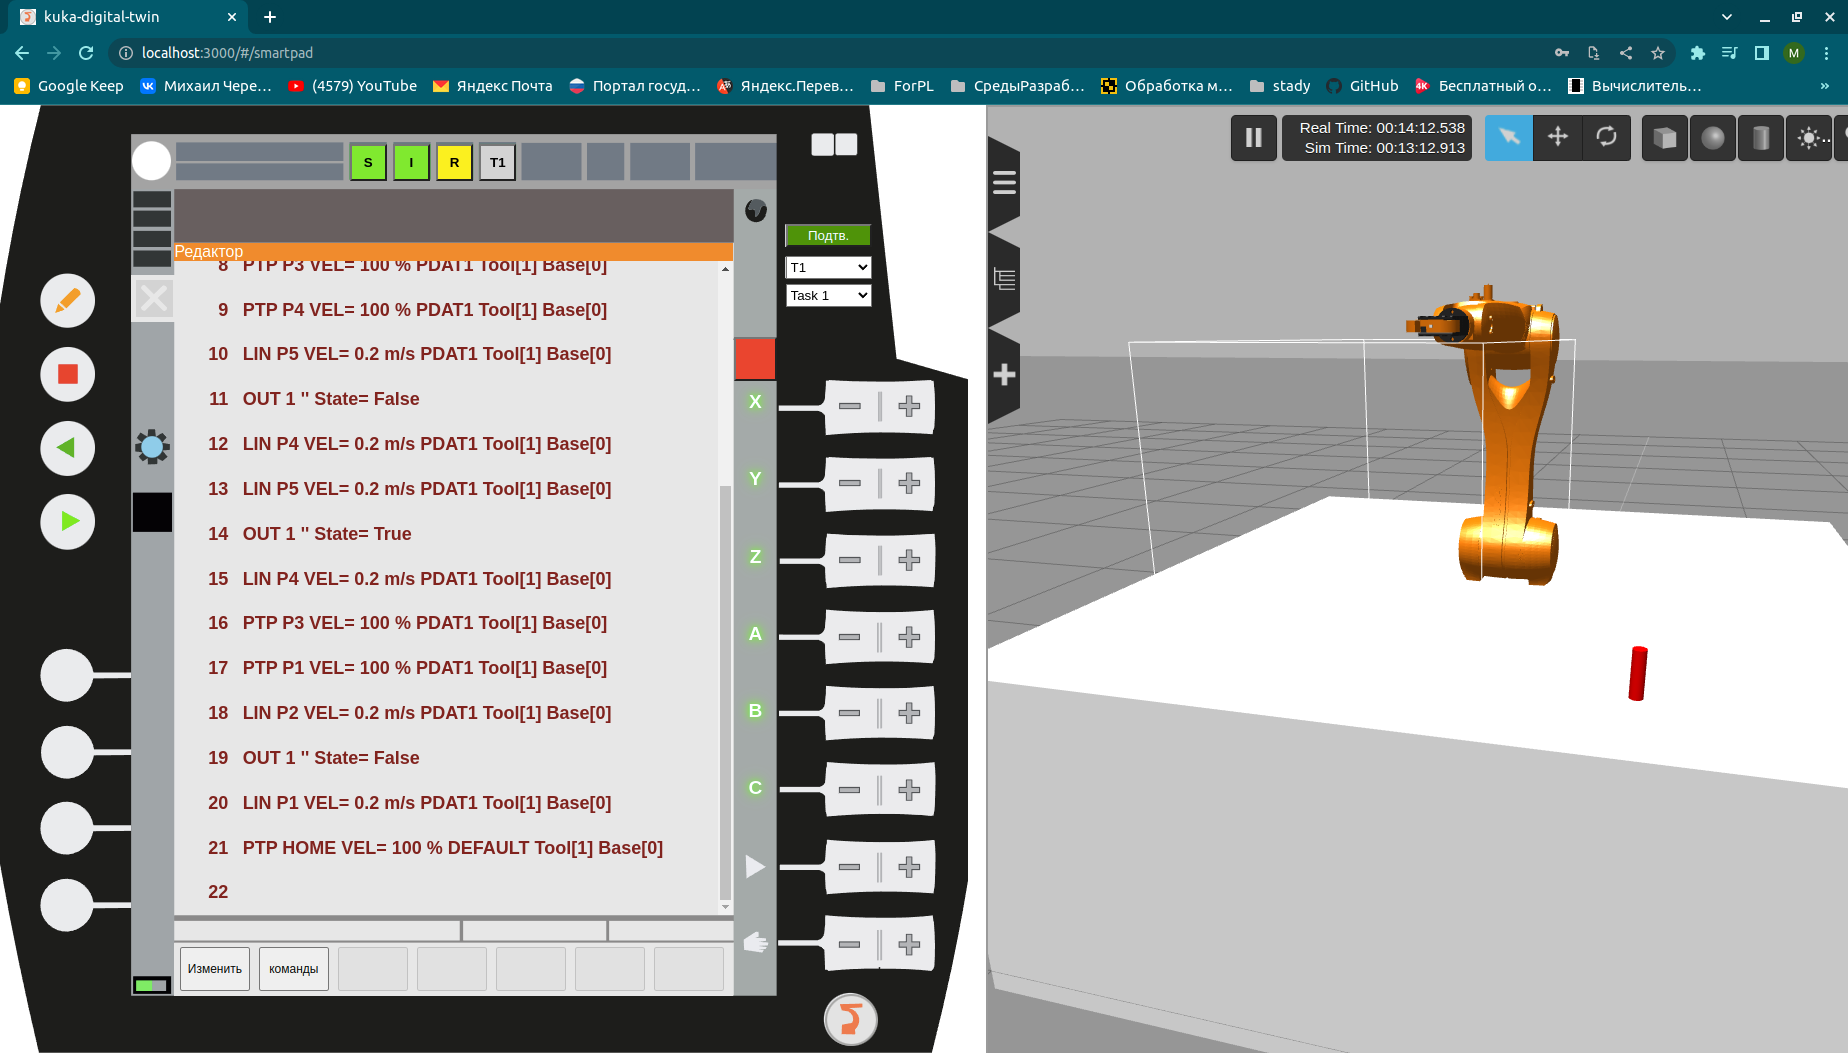 kuka-digital-twin
localhost:3000/#/smartpad
M
Google Keep
Михаил Чере...
(4579) YouTube
Яндекс Почта
Портал госуд...
Яндекс.Перев...
ForPL
СредыРазраб...
Обработка м...
stady
GitHub
4K
Бесплатный о...
Вычислитель...
»
S
I
R
T1
Редактор
8 PTP P3 VEL= 100 % PDAT1 Tool[1] Base[0]
9 PTP P4 VEL= 100 % PDAT1 Tool[1] Base[0]
10 LIN P5 VEL= 0.2 m/s PDAT1 Tool[1] Base[0]
11 OUT 1 '' State= False
12 LIN P4 VEL= 0.2 m/s PDAT1 Tool[1] Base[0]
13 LIN P5 VEL= 0.2 m/s PDAT1 Tool[1] Base[0]
14 OUT 1 '' State= True
15 LIN P4 VEL= 0.2 m/s PDAT1 Tool[1] Base[0]
16 PTP P3 VEL= 100 % PDAT1 Tool[1] Base[0]
17 PTP P1 VEL= 100 % PDAT1 Tool[1] Base[0]
18 LIN P2 VEL= 0.2 m/s PDAT1 Tool[1] Base[0]
19 OUT 1 '' State= False
20 LIN P1 VEL= 0.2 m/s PDAT1 Tool[1] Base[0]
21 PTP HOME VEL= 100 % DEFAULT Tool[1] Base[0]
22
Изменить
команды
Подтв.
T1
Task 1
X
Y
Z
A
B
C
Real Time: 00:14:12.538
Sim Time: 00:13:12.913